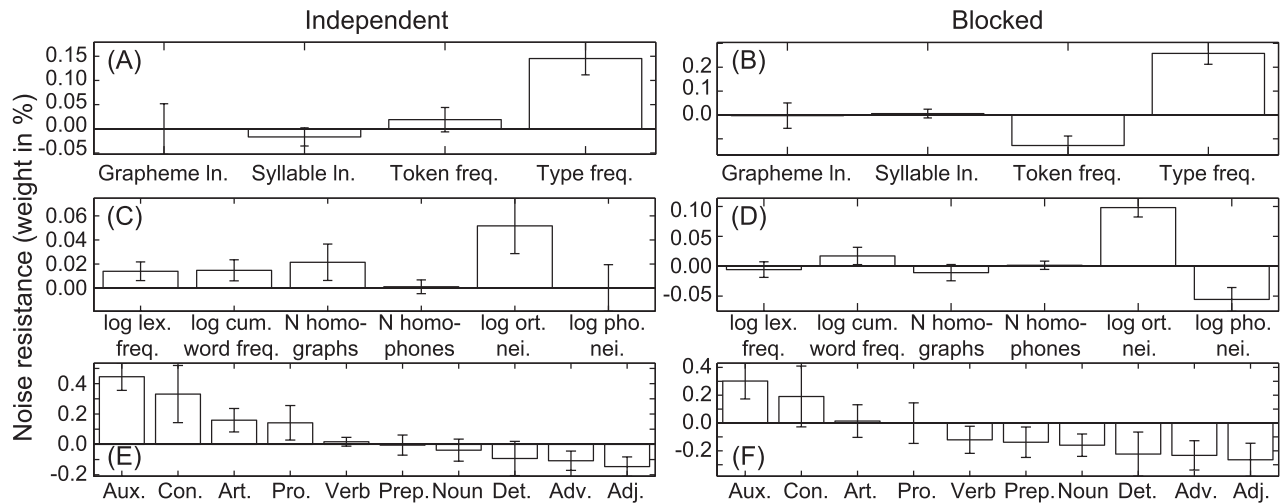 Independent Blocked
Noise resistance (weight in %)
(A) (B)
0.15
0.10
0.05
0.00
-0.05
0.2
0.1
0.0
Grapheme ln. Syllable ln. Token freq. Type freq. Grapheme ln. Syllable ln. Token freq. Type freq.
(C) (D)
0.06
0.04
0.02
0.00
0.10
0.05
0.00
-0.05
log lex. log cum. N homo- N homo- log ort. log pho. log lex. log cum. N homo- N homo- log ort. log pho.
freq. word freq. graphs phones nei. nei. freq. word freq. graphs phones nei. nei.
0.4
0.2
0.0
-0.2
0.4
0.2
0.0
-0.2
(E) (F)
Aux. Con. Art. Pro. Verb Prep. Noun Det. Adv. Adj. Aux. Con. Art. Pro. Verb Prep. Noun Det. Adv. Adj.